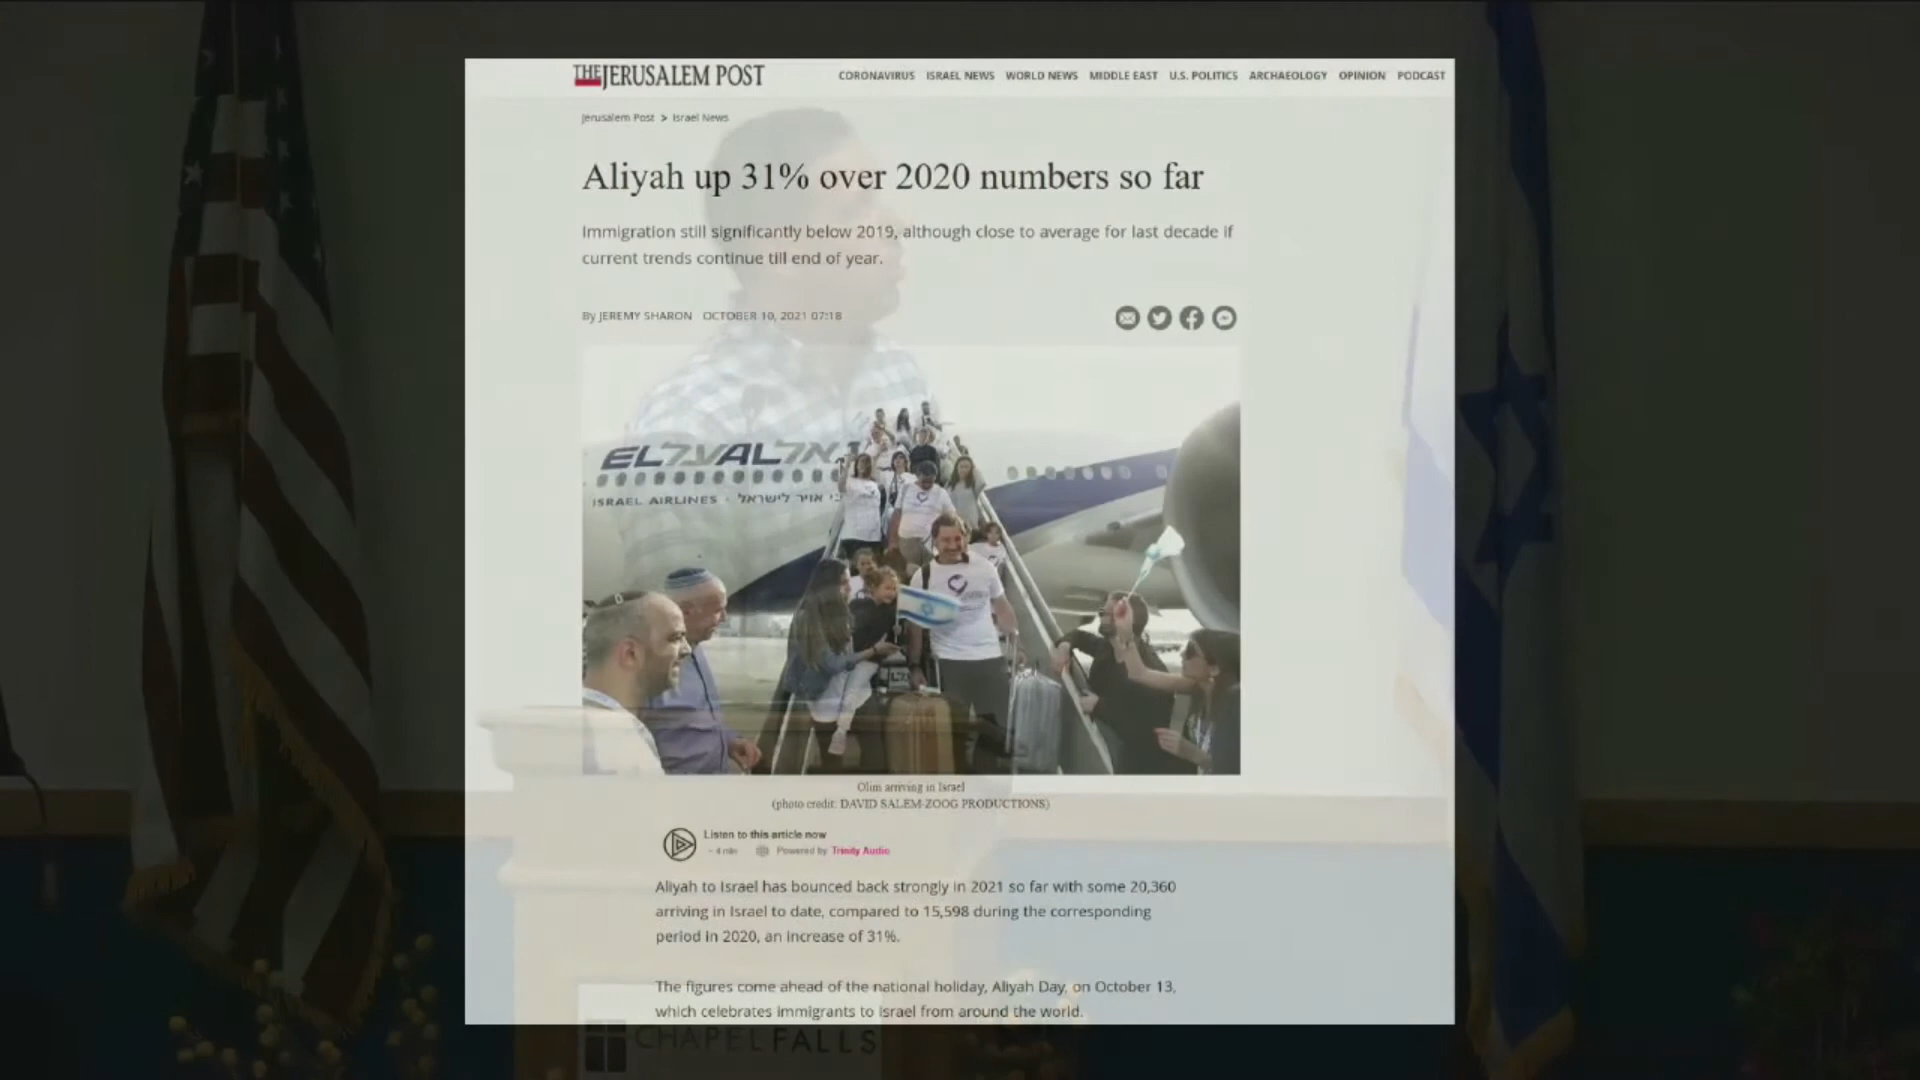 THE JERUSALEM POST
CORONAVIRUS ISRAEL NEWS WORLD NEWS MIDDLE EAST U.S. POLITICS ARCHAEOLOGY OPINION PODCAST
Jerusalem Post > Israel News
Aliyah up 31% over 2020 numbers so far
Immigration still significantly below 2019, although close to average for last decade if
current trends continue till end of year.
By JEREMY SHARON OCTOBER 10, 2021 07:18
ELAL אל על
ISRAEL AIRLINES אויר לישראל
Olim arriving in Israel
(photo credit: DAVID SALEM-ZOOG PRODUCTIONS)
Listen to this article now
~ 4 min Powered by Trinity Audio
Aliyah to Israel has bounced back strongly in 2021 so far with some 20,360
arriving in Israel to date, compared to 15,598 during the corresponding
period in 2020, an increase of 31%.
The figures come ahead of the national holiday, Aliyah Day, on October 13,
which celebrates immigrants to Israel from around the world.
CHAPEL FALLS